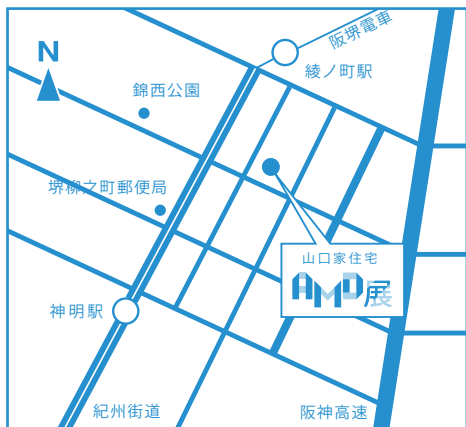 阪堺電車
N
綾ノ町駅
錦西公園
堺柳之町郵便局
山口家住宅
AMD展
神明駅
紀州街道
阪神高速